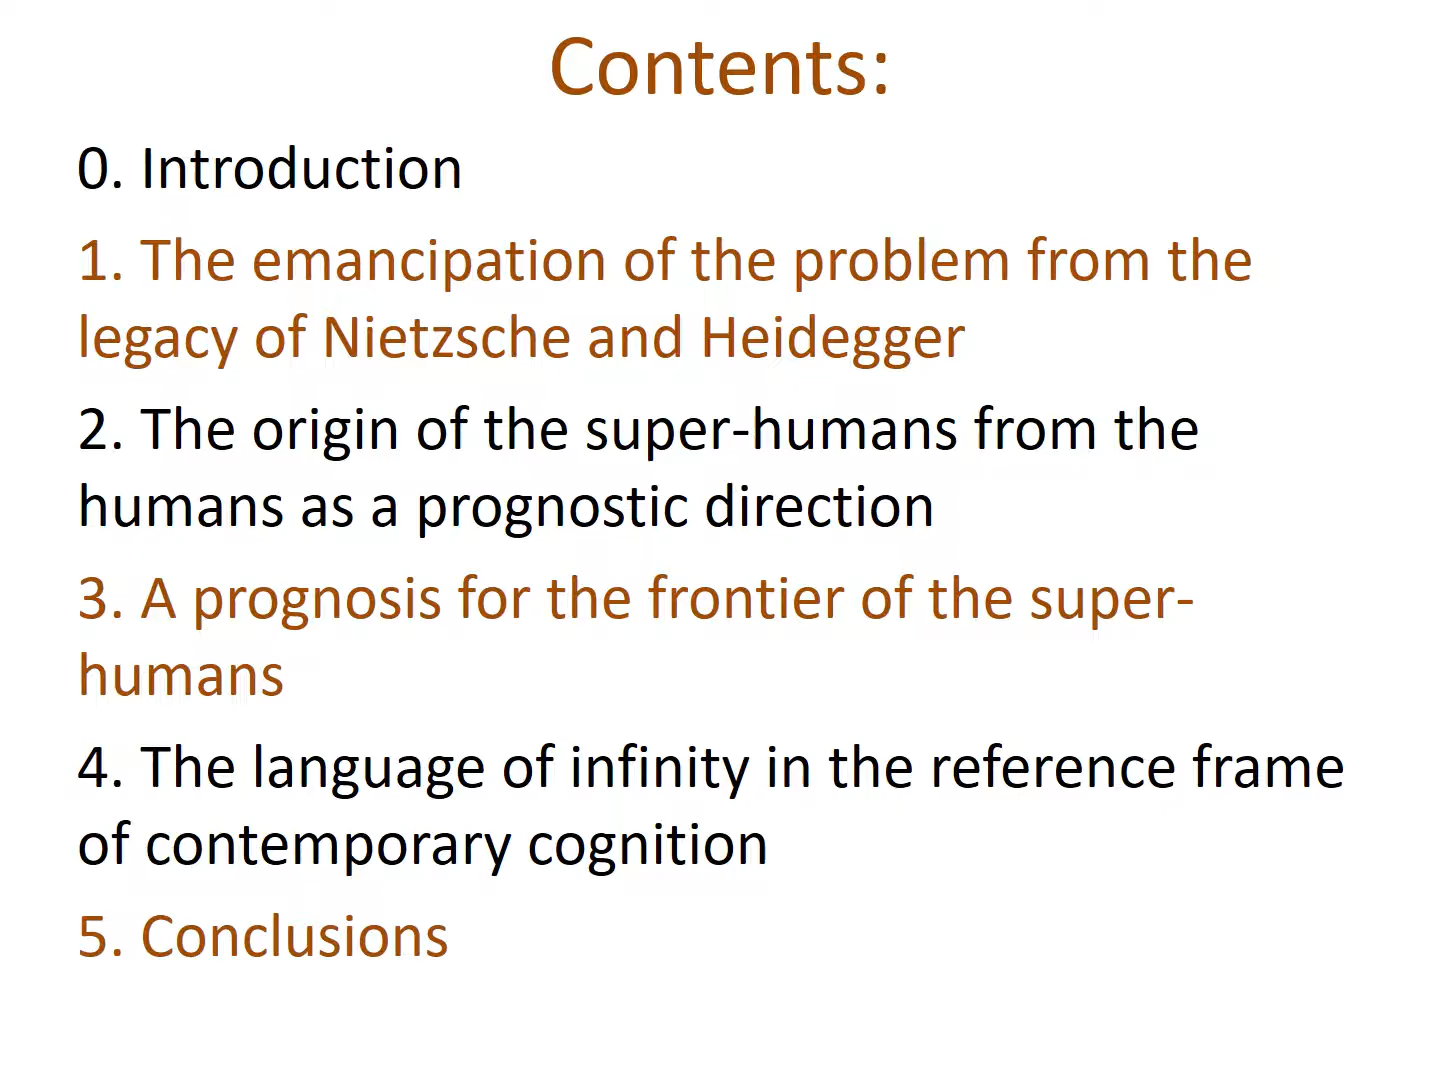 Contents:
0. Introduction
1. The emancipation of the problem from the
legacy of Nietzsche and Heidegger
2. The origin of the super-humans from the
humans as a prognostic direction
3. A prognosis for the frontier of the super-
humans
4. The language of infinity in the reference frame
of contemporary cognition
5. Conclusions